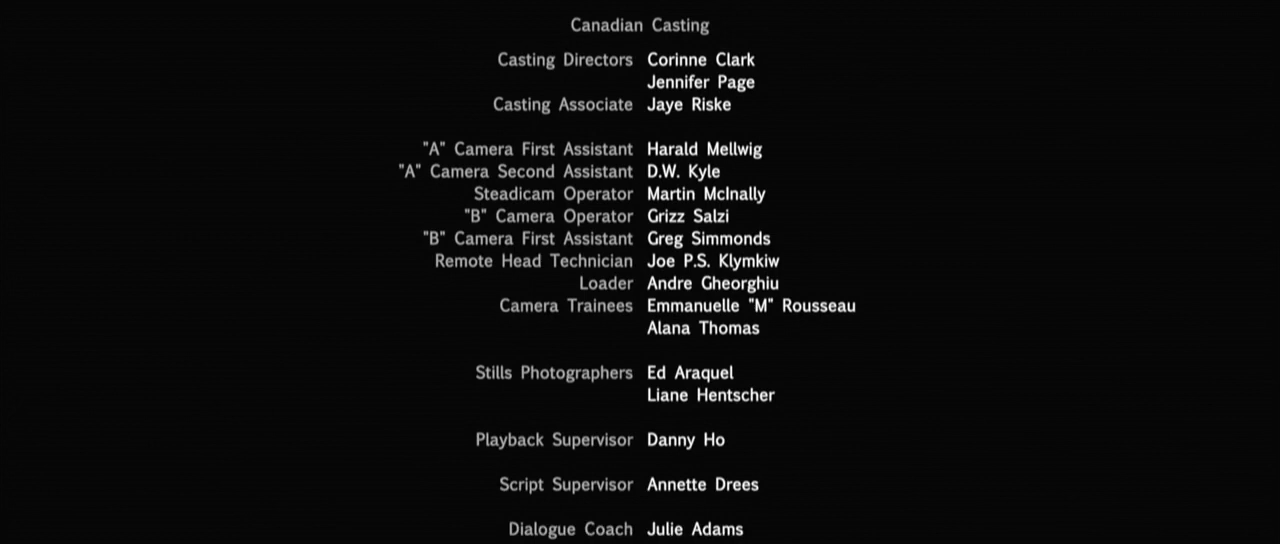 Canadian Casting
Casting Directors Corinne Clark
Jennifer Page
Casting Associate Jaye Riske
"A" Camera First Assistant Harald Mellwig
"A" Camera Second Assistant D.W. Kyle
Steadicam Operator Martin McInally
"B" Camera Operator Grizz Salzi
"B" Camera First Assistant Greg Simmonds
Remote Head Technician Joe P.S. Klymkiw
Loader Andre Gheorghiu
Camera Trainees Emmanuelle "M" Rousseau
Alana Thomas
Stills Photographers Ed Araquel
Liane Hentscher
Playback Supervisor Danny Ho
Script Supervisor Annette Drees
Dialogue Coach Julie Adams